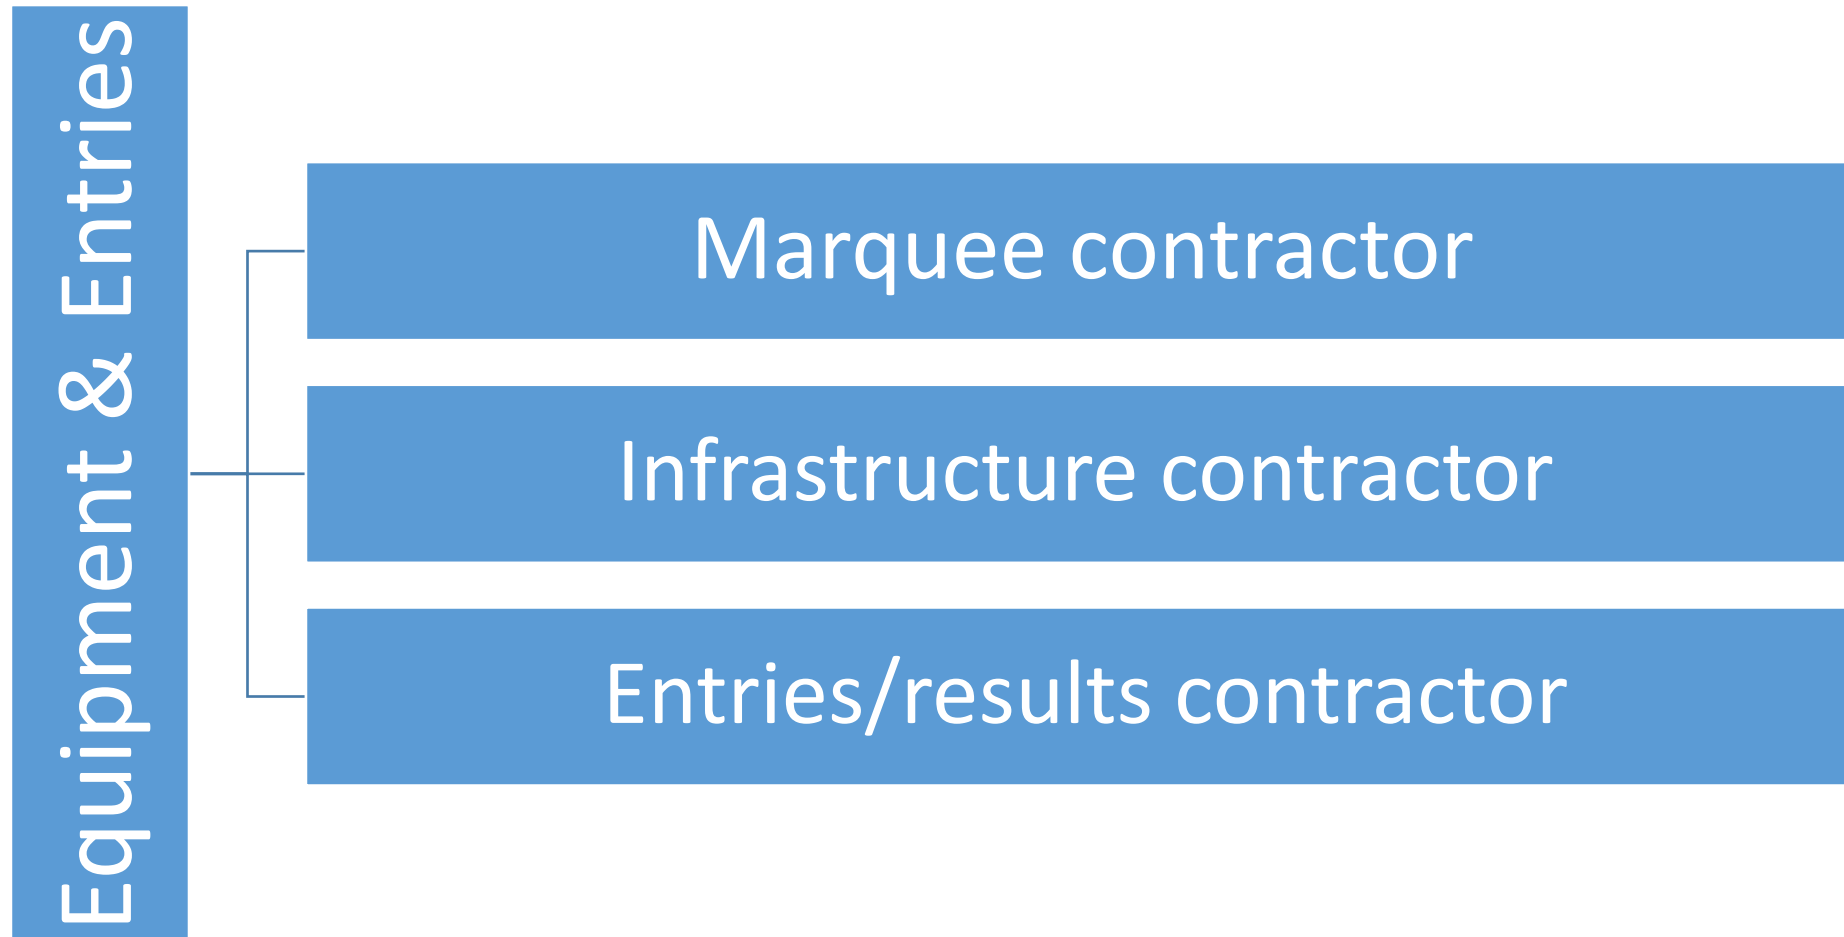 Equipment & Entries
Marquee contractor
Infrastructure contractor
Entries/results contractor